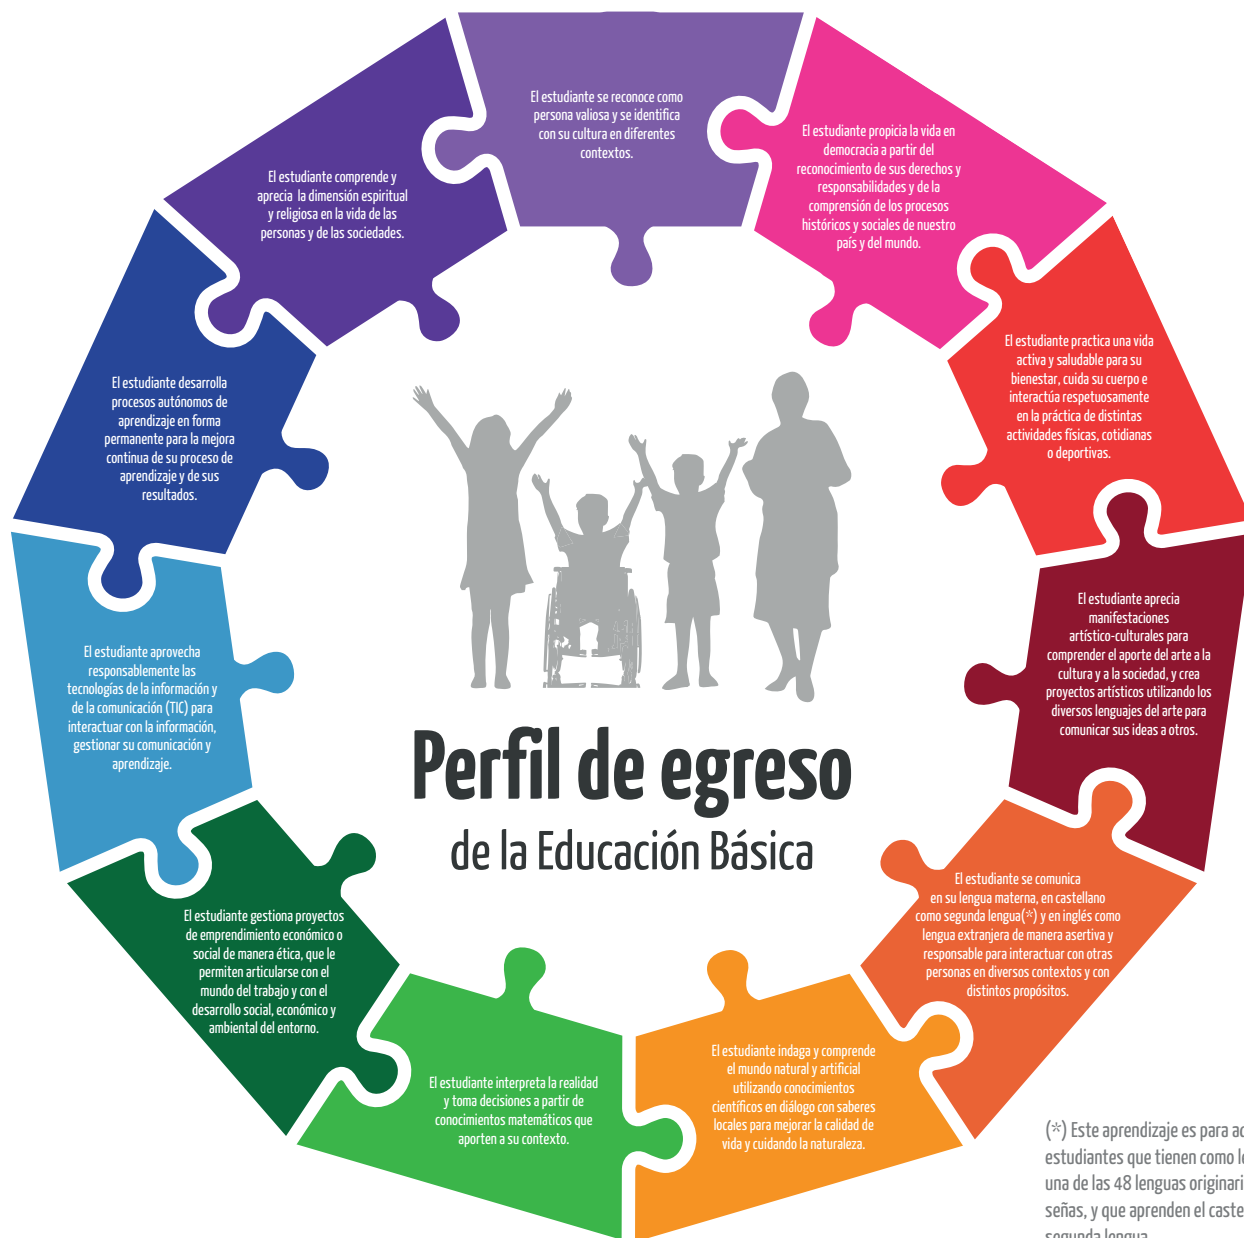 El estudiante se reconoce como
persona valiosa y se identifica
con su cultura en diferentes
contextos.
El estudiante propicia la vida en
democracia a partir del
reconocimiento de sus derechos y
responsabilidades y de la
comprensión de los procesos
históricos y sociales de nuestro
país y del mundo.
El estudiante practica una vida
activa y saludable para su
bienestar, cuida su cuerpo e
interactúa respetuosamente
en la práctica de distintas
actividades físicas, cotidianas
o deportivas.
El estudiante aprecia
manifestaciones
artístico-culturales para
comprender el aporte del arte a la
cultura y a la sociedad, y crea
proyectos artísticos utilizando los
diversos lenguajes del arte para
comunicar sus ideas a otros.
El estudiante se comunica
en su lengua materna, en castellano
como segunda lengua(*) y en inglés como
lengua extranjera de manera asertiva y
responsable para interactuar con otras
personas en diversos contextos y con
distintos propósitos.
El estudiante indaga y comprende
el mundo natural y artificial
utilizando conocimientos
científicos en diálogo con saberes
locales para mejorar la calidad de
vida y cuidando la naturaleza.
El estudiante interpreta la realidad
y toma decisiones a partir de
conocimientos matemáticos que
aporten a su contexto.
El estudiante gestiona proyectos
de emprendimiento económico o
social de manera ética, que le
permiten articularse con el
mundo del trabajo y con el
desarrollo social, económico y
ambiental del entorno.
El estudiante aprovecha
responsablemente las
tecnologías de la información y
de la comunicación (TIC) para
interactuar con la información,
gestionar su comunicación y
aprendizaje.
El estudiante desarrolla
procesos autónomos de
aprendizaje en forma
permanente para la mejora
continua de su proceso de
aprendizaje y de sus
resultados.
El estudiante comprende y
aprecia la dimensión espiritual
y religiosa en la vida de las
personas y de las sociedades.
Perfil de egreso
de la Educación Básica
(*) Este aprendizaje es para
estudiantes que tienen como
una de las 48 lenguas
señas, y que aprenden el
segunda lengua